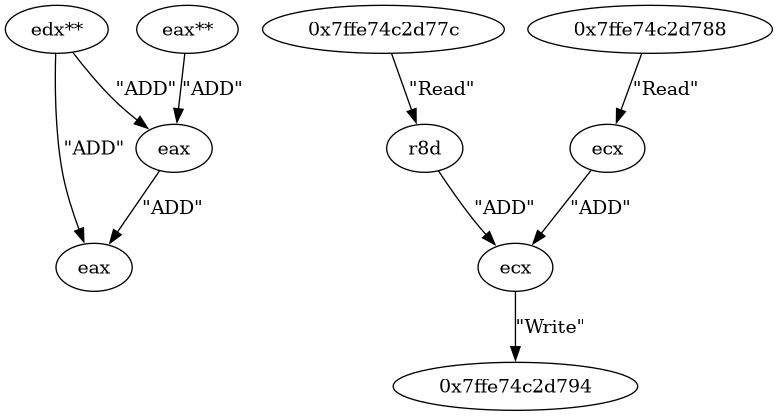 edx**
eax**
0x7ffe74c2d77c
0x7ffe74c2d788
"ADD"
"ADD"
"Read"
"Read"
"ADD"
eax
r8d
ecx
"ADD"
"ADD"
"ADD"
eax
ecx
"Write"
0x7ffe74c2d794